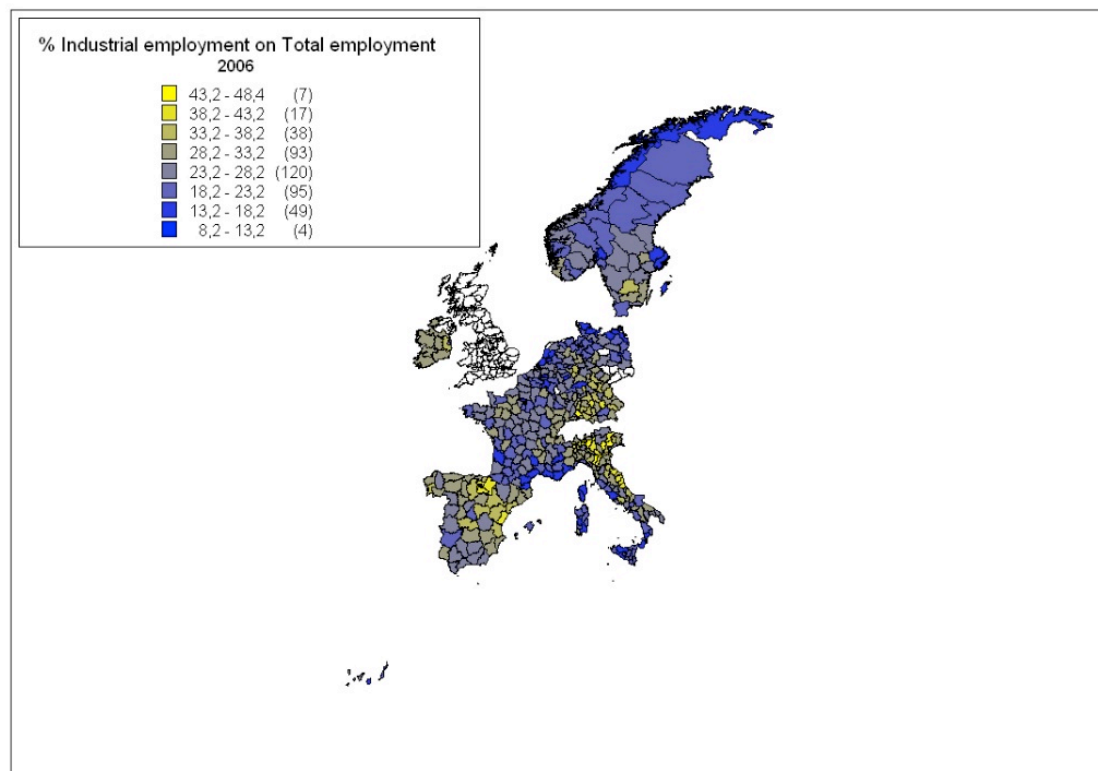 % Industrial employment on Total employment
2006
43,2 - 48,4 (7)
38,2 - 43,2 (17)
33,2 - 38,2 (38)
28,2 - 33,2 (93)
23,2 - 28,2 (120)
18,2 - 23,2 (95)
13,2 - 18,2 (49)
8,2 - 13,2 (4)